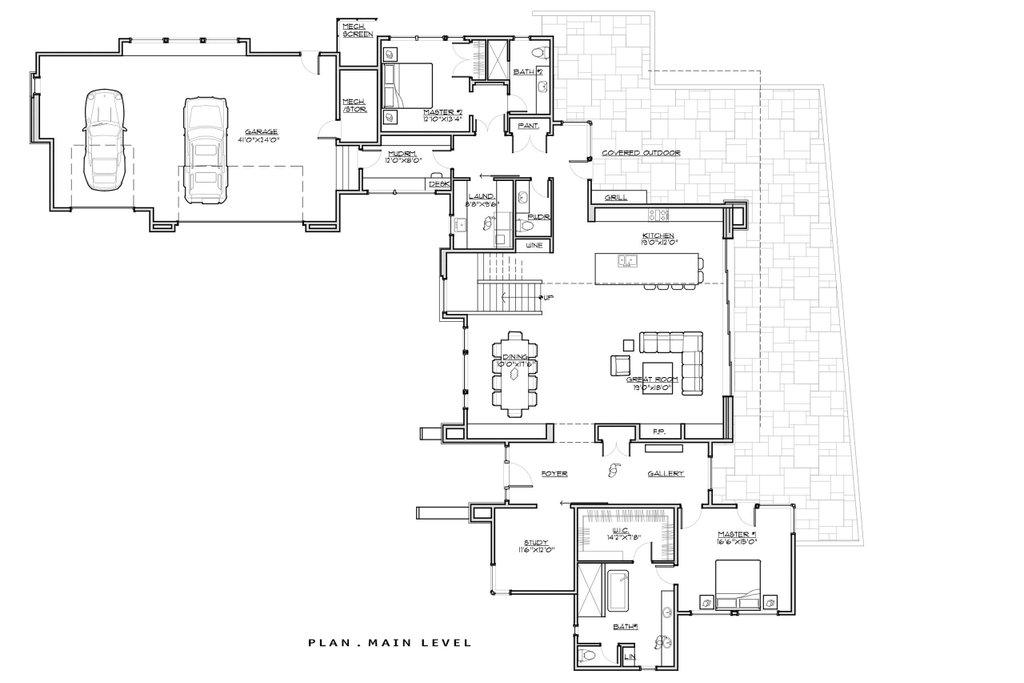 MECH.
SCREEN
MECH.
/STOR.
GARAGE
41'0"X24'0"
MASTER #2
12'10"X13'4"
BATH #2
PANT.
MUDRM.
12'0"X8'0"
DESK
LAUND.
8'8"X9'6"
PWDR.
WINE
COVERED OUTDOOR
GRILL
KITCHEN
19'0"X12'0"
UP
DINING
10'0"X17'6"
GREAT ROOM
19'0"X18'0"
F.P.
FOYER
GALLERY
STUDY
11'6"X12'0"
W.I.C.
14'2"X7'8"
MASTER #1
16'6"X15'0"
BATH#1
LIN.
PLAN . MAIN LEVEL